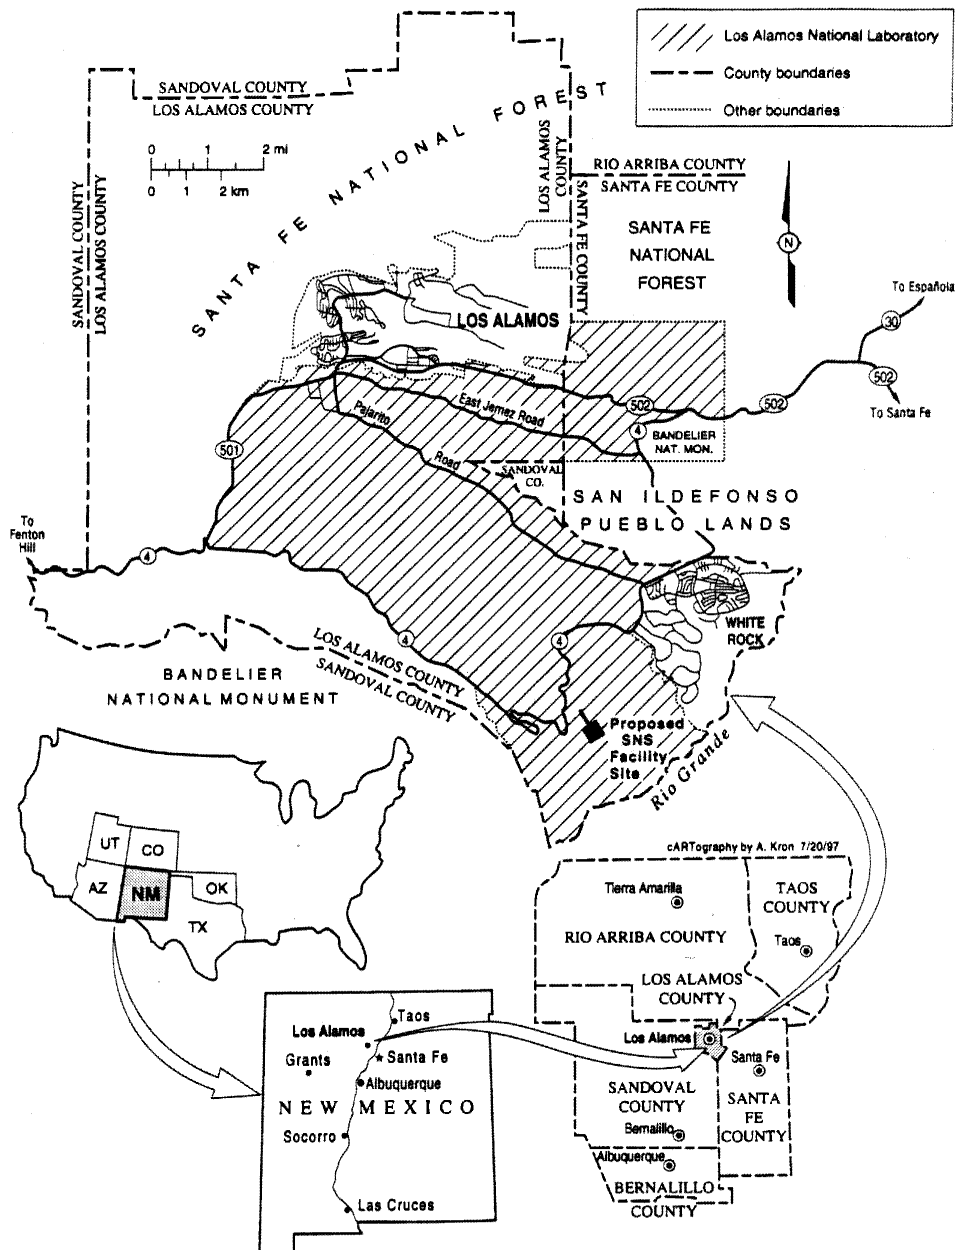 Los Alamos National Laboratory
County boundaries
Other boundaries
SANDOVAL COUNTY
LOS ALAMOS COUNTY
0 1 2 mi
0 1 2 km
SANTA FE NATIONAL FOREST
LOS ALAMOS
COUNTY
SANTA FE COUNTY
RIO ARRIBA COUNTY
SANTA FE COUNTY
SANDOVAL COUNTY
LOS ALAMOS COUNTY
SANTA FE
NATIONAL
FOREST
N
To Española
30
LOS ALAMOS
502
To Santa Fe
502
502
East Jemez Road
Pajarito
Road
4
BANDELIER
NAT. MON.
501
SANDOVAL
CO.
SAN ILDEFONSO
PUEBLO LANDS
To
Fenton
Hill
4
WHITE
ROCK
4
4
LOS ALAMOS COUNTY
SANDOVAL COUNTY
BANDELIER
NATIONAL MONUMENT
Proposed
SNS
Facility
Site
Rio Grande
cARTography by A. Kron 7/20/97
UT
CO
AZ
NM
OK
TX
Tierra Amarilla
TAOS
COUNTY
RIO ARRIBA COUNTY
Taos
LOS ALAMOS
COUNTY
Los Alamos
Santa Fe
SANDOVAL
COUNTY
SANTA
FE
COUNTY
Bernalillo
Albuquerque
BERNALILLO
COUNTY
Taos
Los Alamos
Grants
Santa Fe
Albuquerque
NEW MEXICO
Socorro
Las Cruces